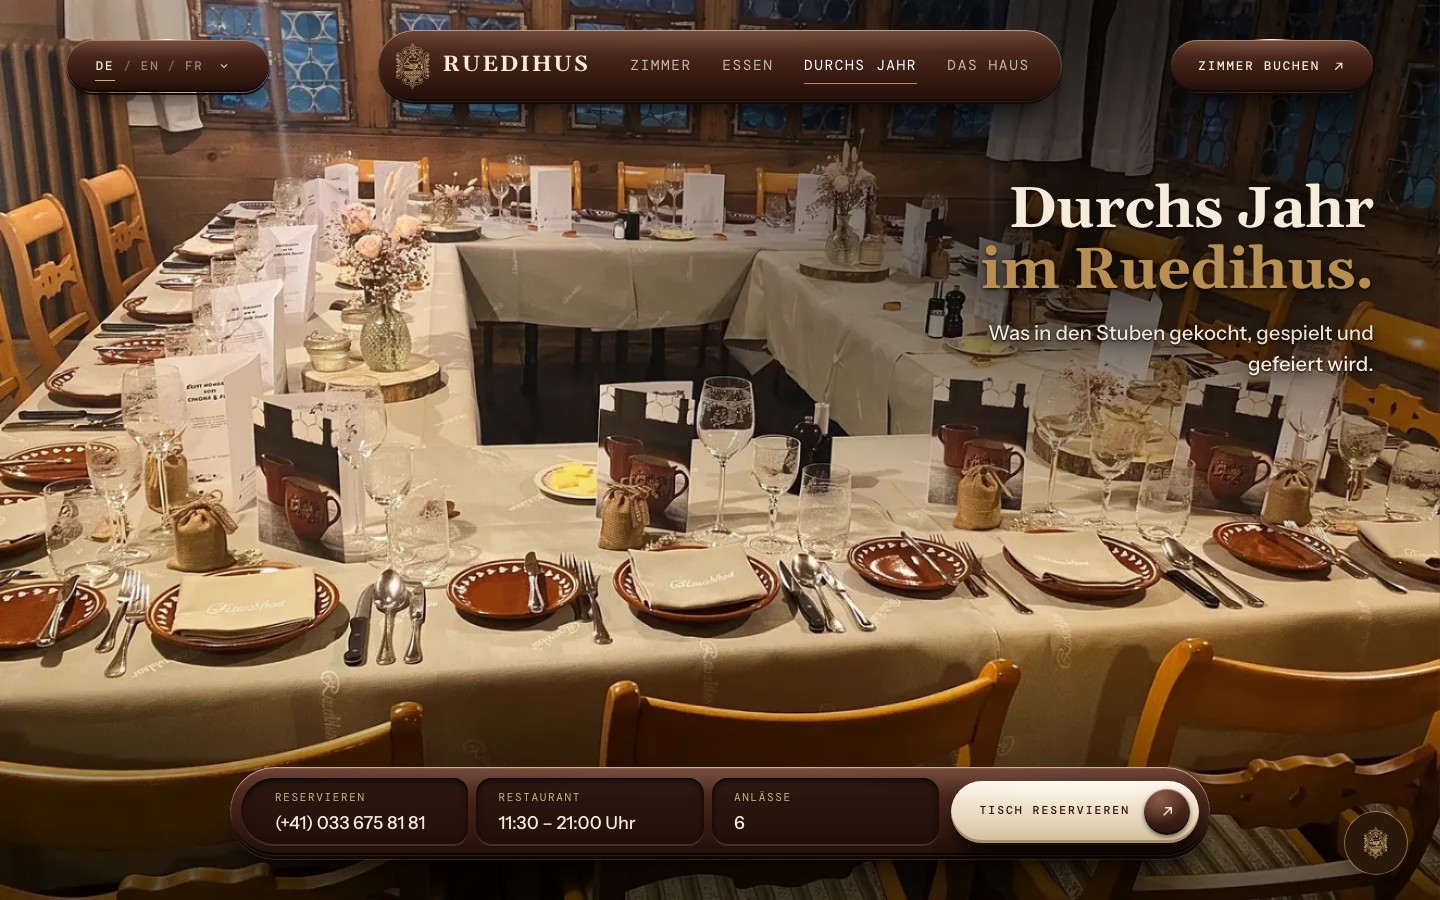 DE / EN / FR
RUEDIHUS
ZIMMER
ESSEN
DURCHS JAHR
DAS HAUS
ZIMMER BUCHEN
Durchs Jahr
im Ruedihus.
Was in den Stuben gekocht, gespielt und
gefeiert wird.
RESERVIEREN
(+41) 033 675 81 81
RESTAURANT
11:30 – 21:00 Uhr
ANLÄSSE
6
TISCH RESERVIEREN